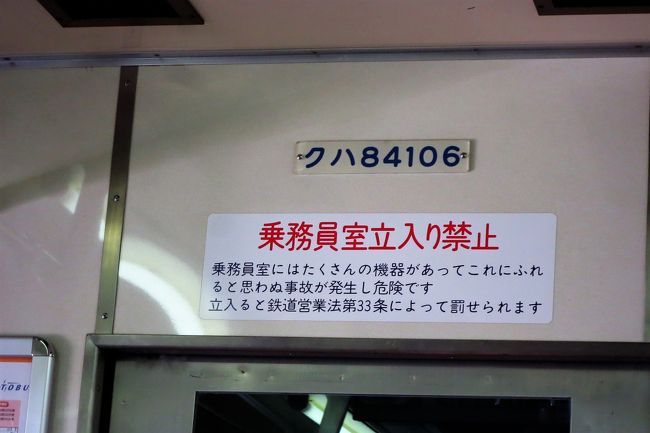 クハ84106
乗務員室立入り禁止
乗務員室にはたくさんの機器があってこれにふれ
ると思わぬ事故が発生し危険です
立入ると鉄道営業法第33条によって罰せられます
TOBU